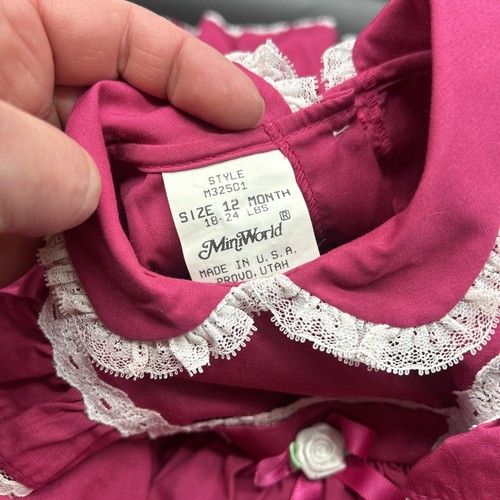 STYLE
M32501
SIZE 12 MONTH
18-24 LBS
MiniWorld ®
MADE IN U.S.A.
PROVO, UTAH